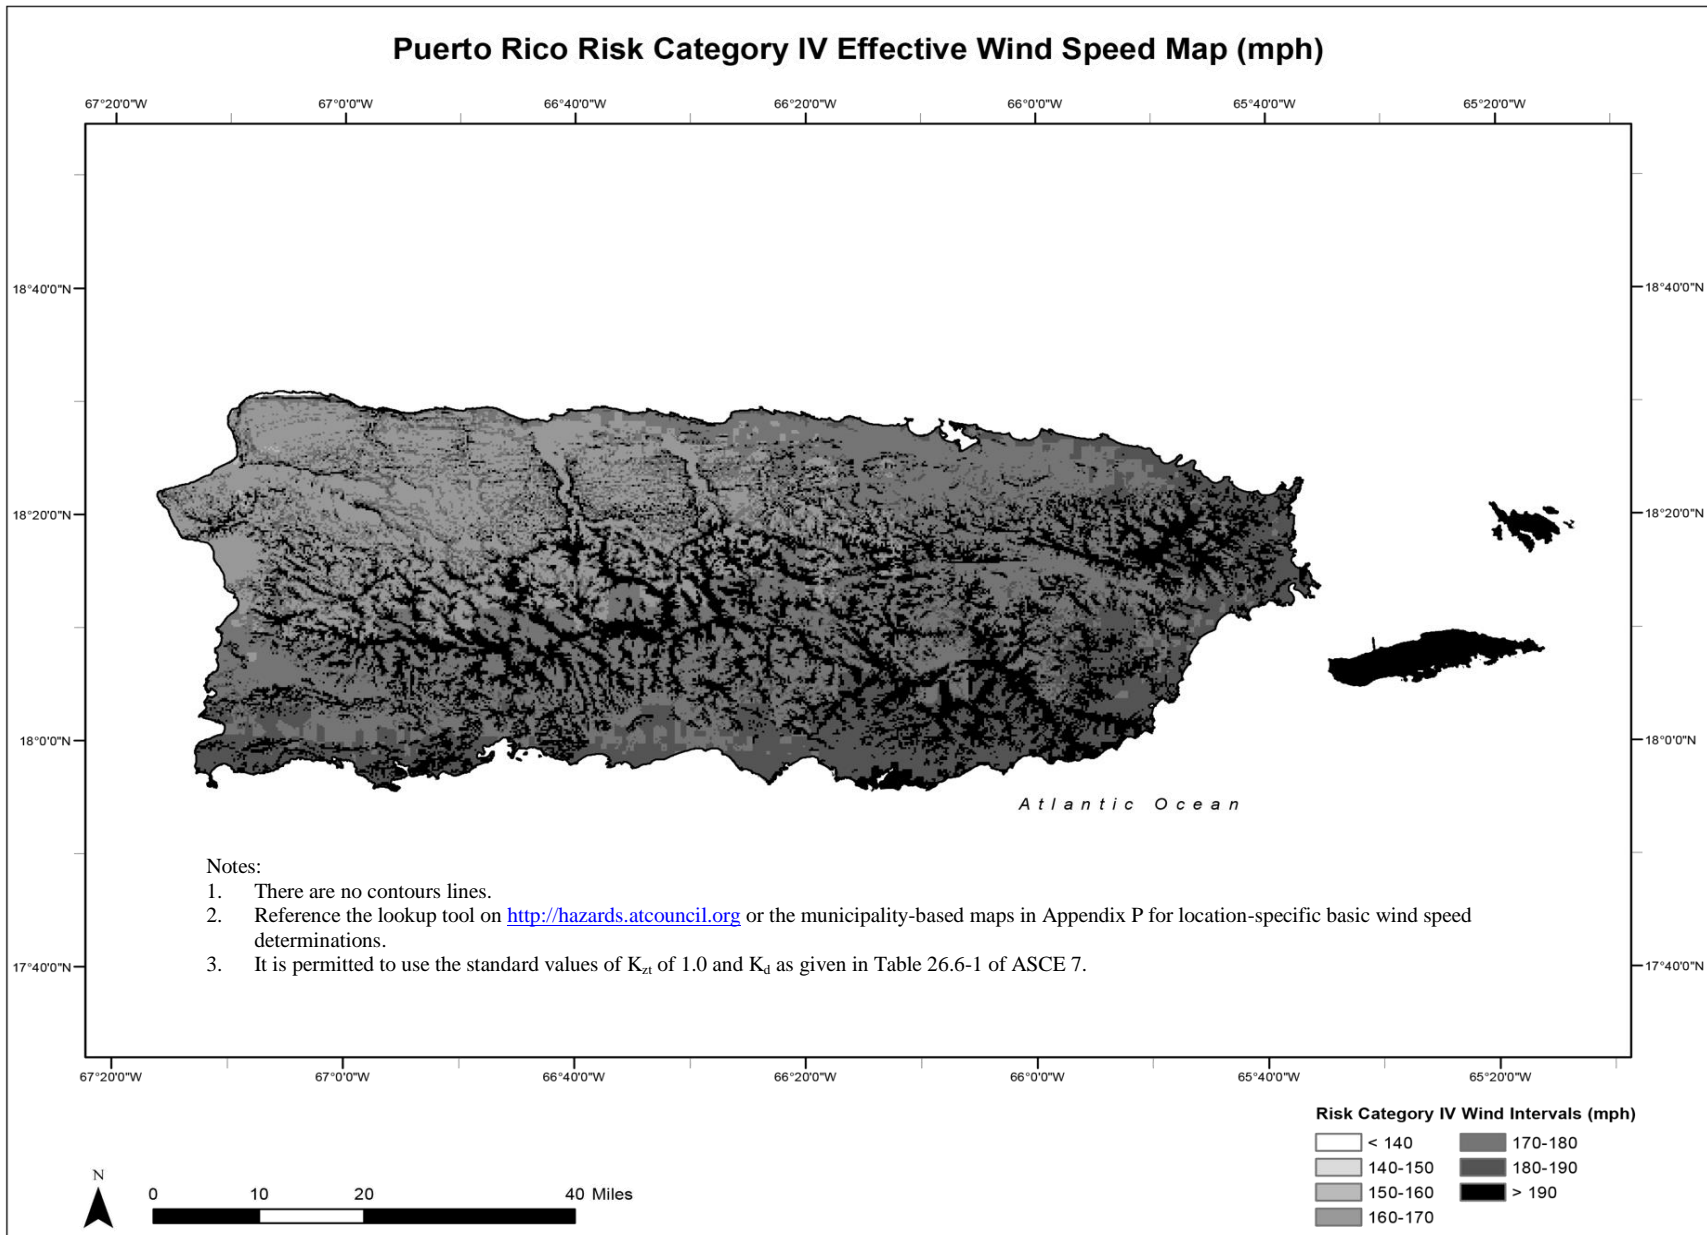 Puerto Rico Risk Category IV Effective Wind Speed Map (mph)
67°20'0"W 67°0'0"W 66°40'0"W 66°20'0"W 66°0'0"W 65°40'0"W 65°20'0"W
18°40'0"N 18°40'0"N
18°20'0"N 18°20'0"N
18°0'0"N 18°0'0"N
Atlantic Ocean
Notes:
1. There are no contours lines.
2. Reference the lookup tool on http://hazards.atcouncil.org or the municipality-based maps in Appendix P for location-specific basic wind speed
determinations.
17°40'0"N 17°40'0"N
3. It is permitted to use the standard values of Kzt of 1.0 and Kd as given in Table 26.6-1 of ASCE 7.
67°20'0"W 67°0'0"W 66°40'0"W 66°20'0"W 66°0'0"W 65°40'0"W 65°20'0"W
Risk Category IV Wind Intervals (mph)
< 140 170-180
140-150 180-190
150-160 > 190
160-170
N
0 10 20 40 Miles